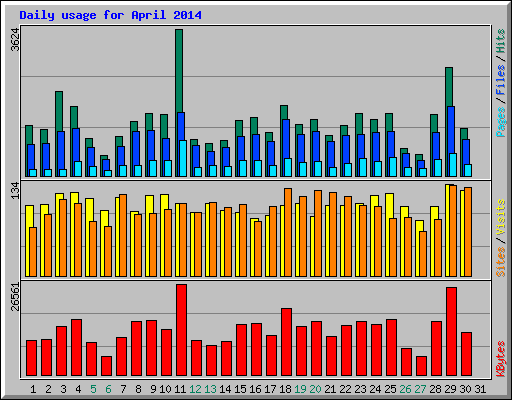 Daily usage for April 2014
3624
Pages / Files / Hits
134
Sites / Visits
26561
KBytes
1 2 3 4 5 6 7 8 9 10 11 12 13 14 15 16 17 18 19 20 21 22 23 24 25 26 27 28 29 30 31